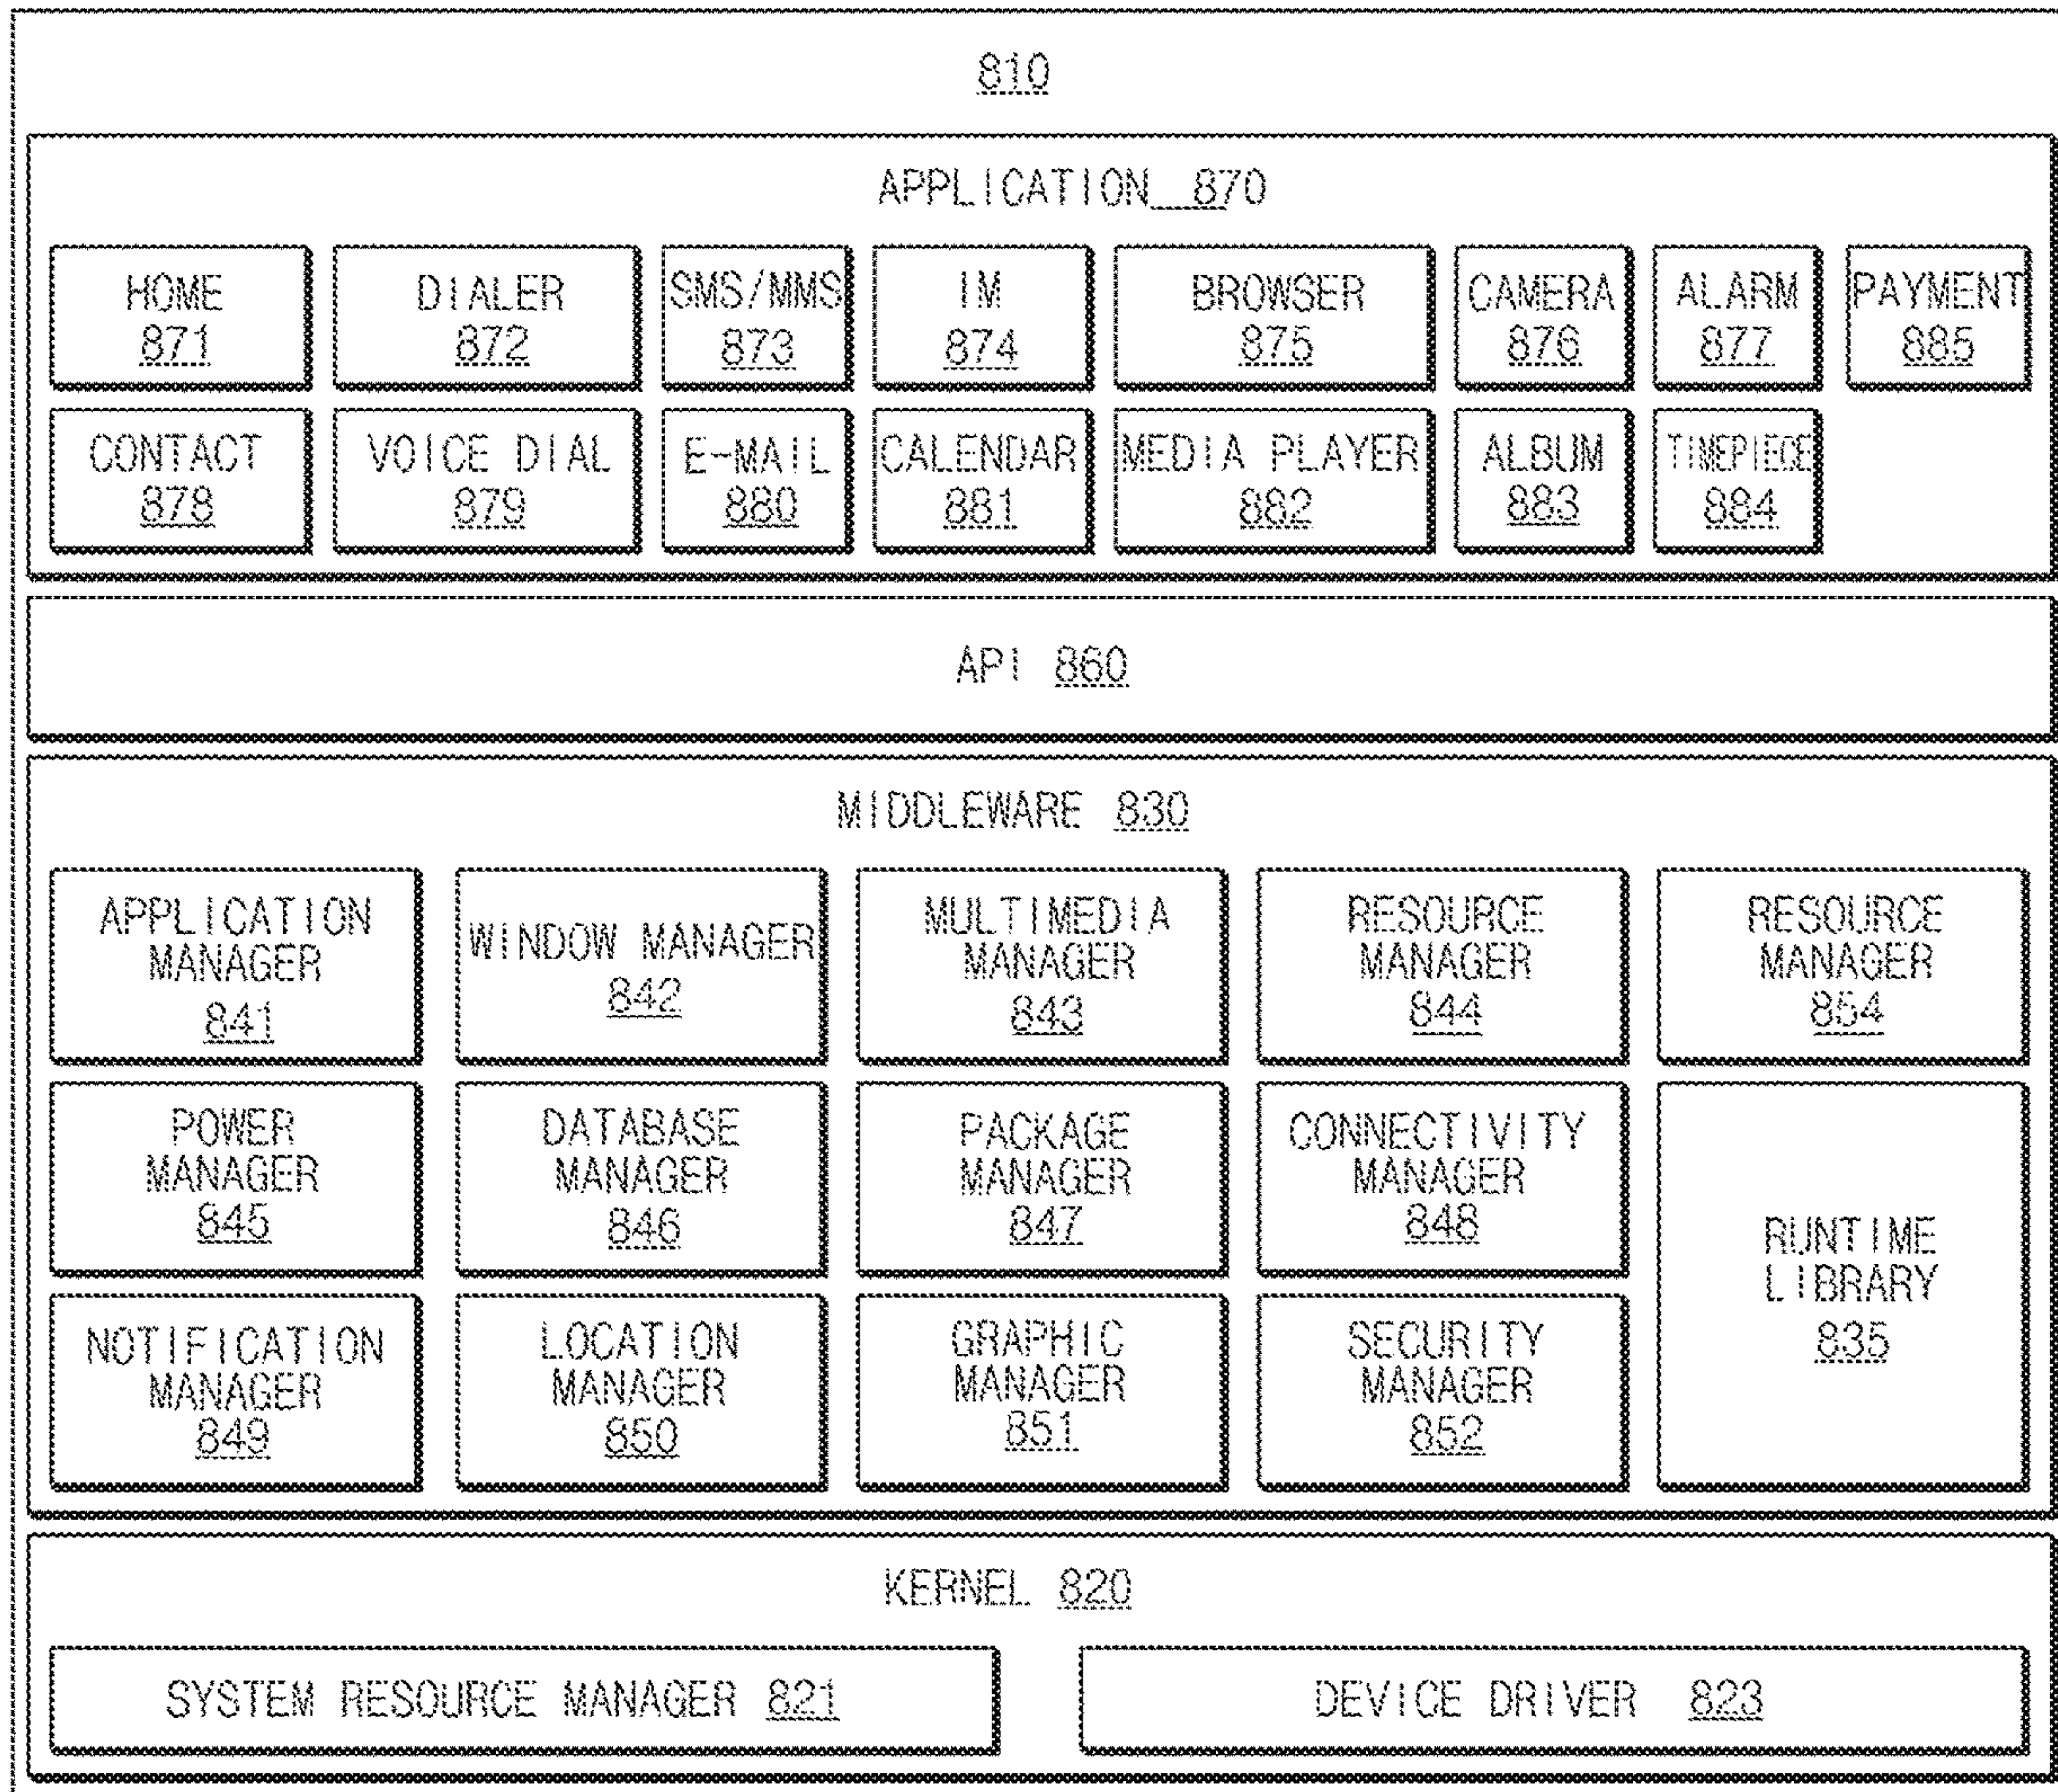 810
APPLICATION 870
HOME
871
DIALER
872
SMS/MMS
873
IM
874
BROWSER
875
CAMERA
876
ALARM
877
PAYMENT
885
CONTACT
878
VOICE DIAL
879
E-MAIL
880
CALENDAR
881
MEDIA PLAYER
882
ALBUM
883
TIMEPIECE
884
API 860
MIDDLEWARE 830
APPLICATION
MANAGER
841
WINDOW MANAGER
842
MULTIMEDIA
MANAGER
843
RESOURCE
MANAGER
844
RESOURCE
MANAGER
854
POWER
MANAGER
845
DATABASE
MANAGER
846
PACKAGE
MANAGER
847
CONNECTIVITY
MANAGER
848
RUNTIME
LIBRARY
835
NOTIFICATION
MANAGER
849
LOCATION
MANAGER
850
GRAPHIC
MANAGER
851
SECURITY
MANAGER
852
KERNEL 820
SYSTEM RESOURCE MANAGER 821
DEVICE DRIVER 823